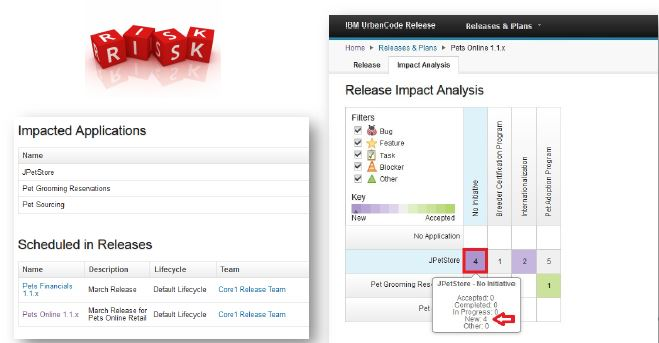 RISK
RISK
Impacted Applications
Name
JPetStore
Pet Grooming Reservations
Pet Sourcing
Scheduled in Releases
Name Description Lifecycle Team
Pets Financials 1.1.x March Release Default Lifecycle Core1 Release Team
Pets Online 1.1.x March Release for Pets Online Retail Default Lifecycle Core1 Release Team
IBM UrbanCode Release Releases & Plans
Home Releases & Plans Pets Online 1.1.x
Release Impact Analysis
Release Impact Analysis
Filters
Bug
Feature
Task
Blocker
Other
Key
New Accepted
No Initiative
Breeder Certification Program
Internationalization
Pet Adoption Program
No Application
JPetStore 4 1 2 5
Pet Grooming Res 1
Pet
JPetStore - No Initiative
Accepted: 0
Completed: 0
In Progress: 0
New: 4
Other: 0